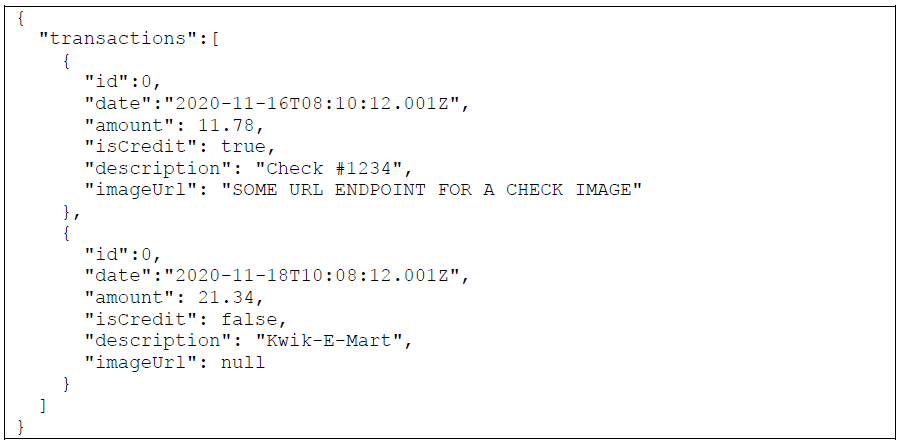 {
  "transactions":[
    {
      "id":0,
      "date":"2020-11-16T08:10:12.001Z",
      "amount": 11.78,
      "isCredit": true,
      "description": "Check #1234",
      "imageUrl": "SOME URL ENDPOINT FOR A CHECK IMAGE"
    },
    {
      "id":0,
      "date":"2020-11-18T10:08:12.001Z",
      "amount": 21.34,
      "isCredit": false,
      "description": "Kwik-E-Mart",
      "imageUrl": null
    }
  ]
}